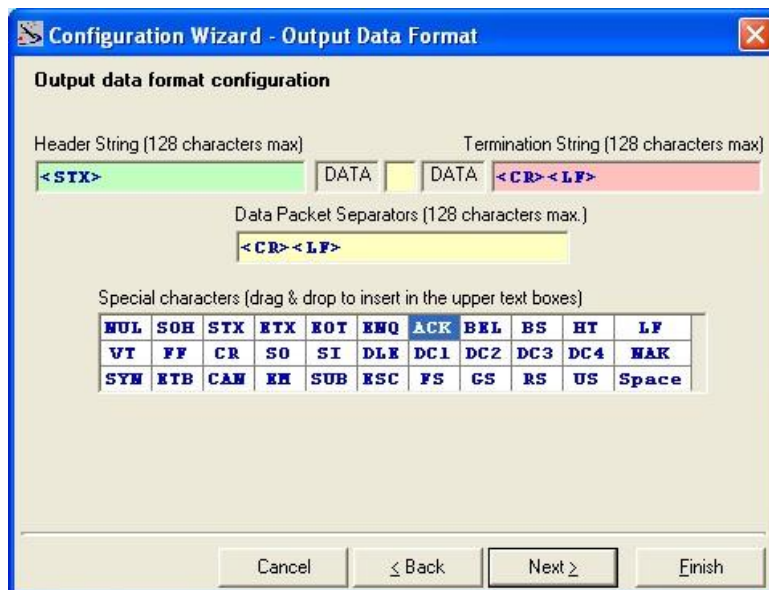 Configuration Wizard - Output Data Format
Output data format configuration
Header String (128 characters max) Termination String (128 characters max)
<STX> DATA DATA <CR><LF>
Data Packet Separators (128 characters max.)
<CR><LF>
Special characters (drag & drop to insert in the upper text boxes)
NUL SOH STX ETX EOT ENQ ACK BEL BS HT LF
VT FF CR SO SI DLE DC1 DC2 DC3 DC4 NAK
SYN ETB CAN EM SUB ESC FS GS RS US Space
Cancel < Back Next > Finish